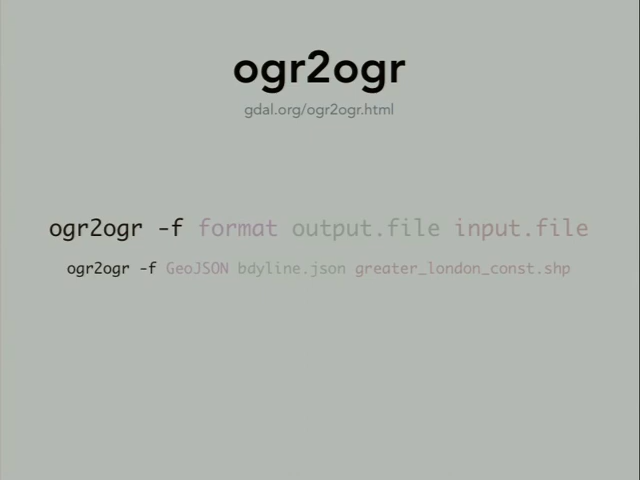 ogr2ogr
gdal.org/ogr2ogr.html
ogr2ogr -f format output.file input.file
ogr2ogr -f GeoJSON bdyline.json greater_london_const.shp